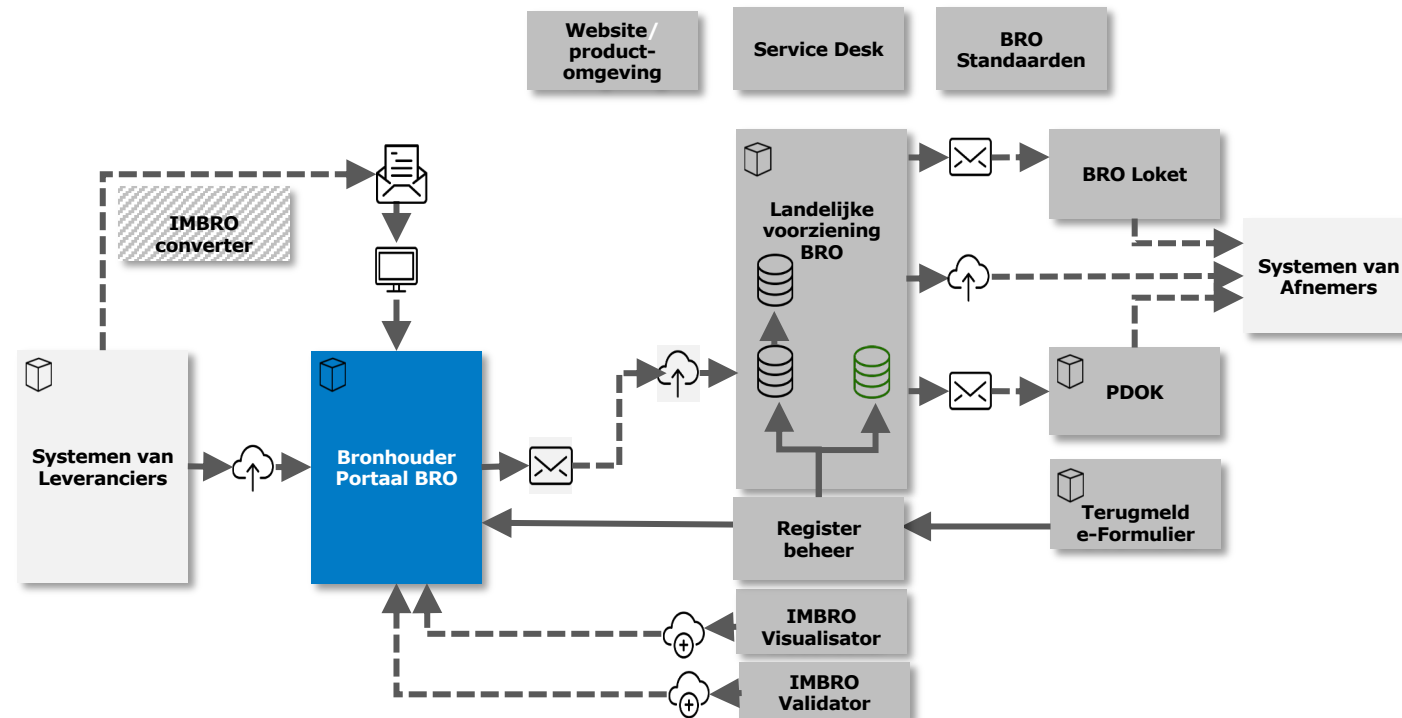 Website/
product-
omgeving
Service Desk
BRO
Standaarden
IMBRO
converter
Landelijke
voorziening
BRO
BRO Loket
Systemen van
Afnemers
Systemen van
Leveranciers
Bronhouder
Portaal BRO
PDOK
Register
beheer
Terugmeld
e-Formulier
IMBRO
Visualisator
IMBRO
Validator